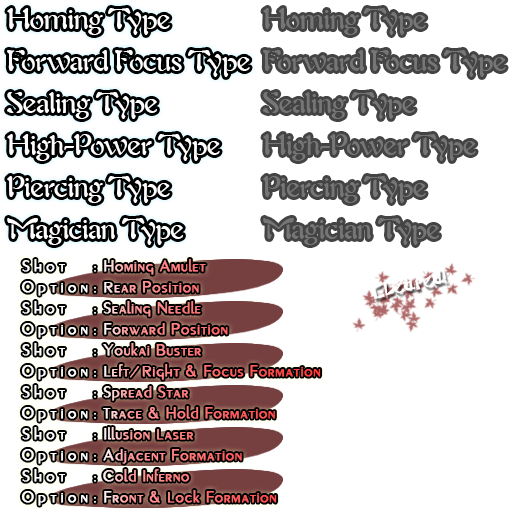 Homing Type Homing Type
Forward Focus Type Forward Focus Type
Sealing Type Sealing Type
High-Power Type High-Power Type
Piercing Type Piercing Type
Magician Type Magician Type
Shot : Homing Amulet
Option : Rear Position
Shot : Sealing Needle
Option : Forward Position
Shot : Youkai Buster
Option : Left/Right & Focus Formation
Shot : Spread Star
Option : Trace & Hold Formation
Shot : Illusion Laser
Option : Adjacent Formation
Shot : Cold Inferno
Option : Front & Lock Formation
Cleared!